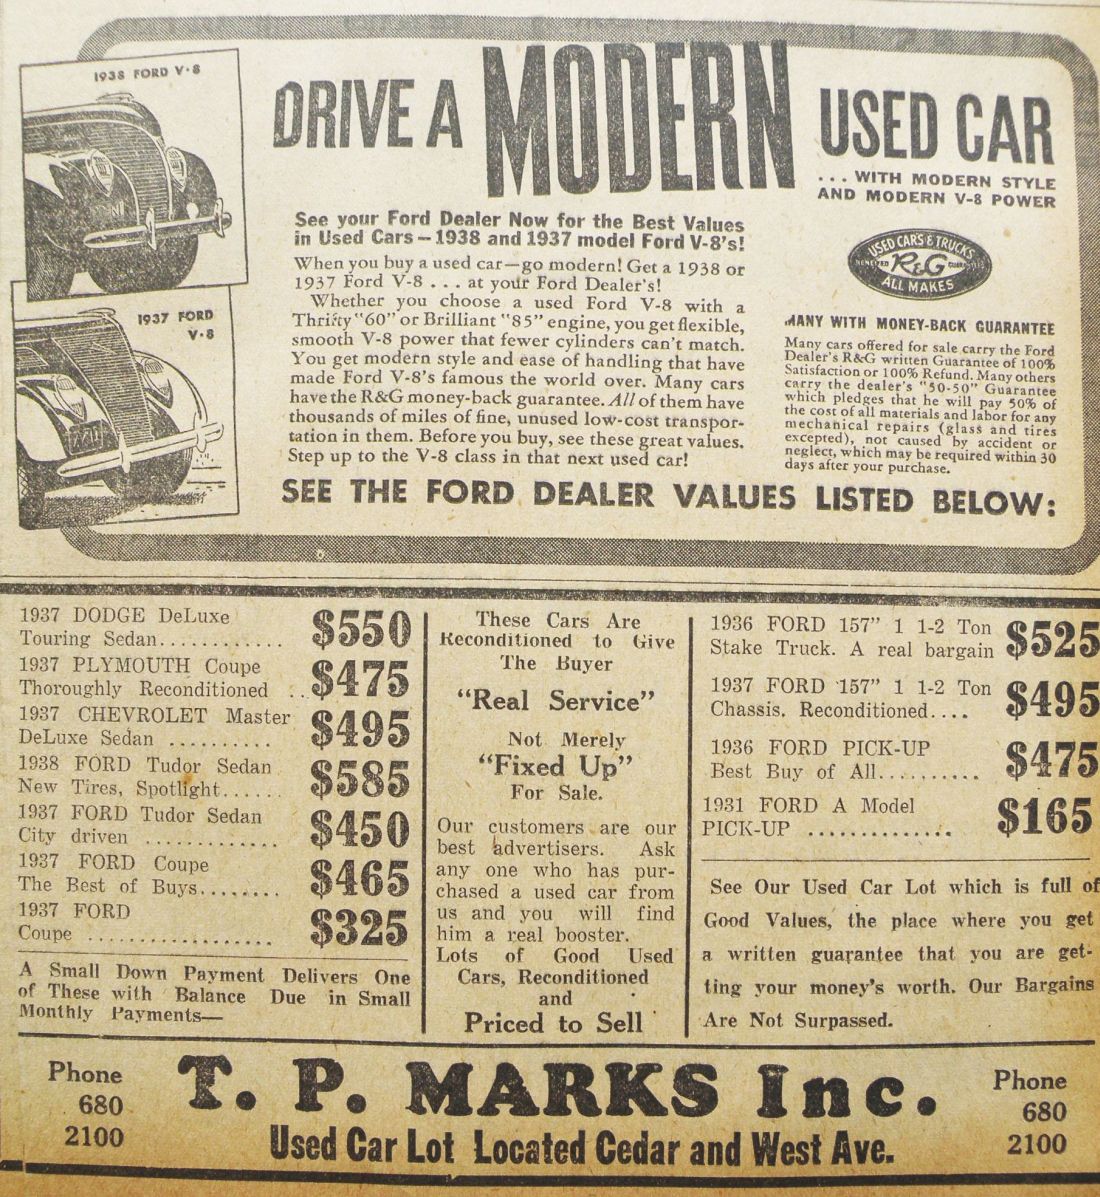 1938 FORD V·8
1937 FORD
V·8
DRIVE A MODERN USED CAR
... WITH MODERN STYLE
AND MODERN V-8 POWER
See your Ford Dealer Now for the Best Values
in Used Cars — 1938 and 1937 model Ford V-8's!
When you buy a used car—go modern! Get a 1938 or
1937 Ford V-8 . . . at your Ford Dealer's!
Whether you choose a used Ford V-8 with a
Thrifty "60" or Brilliant "85" engine, you get flexible,
smooth V-8 power that fewer cylinders can't match.
You get modern style and ease of handling that have
made Ford V-8's famous the world over. Many cars
have the R&G money-back guarantee. All of them have
thousands of miles of fine, unused low-cost transpor-
tation in them. Before you buy, see these great values.
Step up to the V-8 class in that next used car!
USED CARS & TRUCKS
R&G
ALL MAKES
MANY WITH MONEY-BACK GUARANTEE
Many cars offered for sale carry the Ford
Dealer's R&G written Guarantee of 100%
Satisfaction or 100% Refund. Many others
carry the dealer's "50-50" Guarantee
which pledges that he will pay 50% of
the cost of all materials and labor for any
mechanical repairs (glass and tires
excepted), not caused by accident or
neglect, which may be required within 30
days after your purchase.
SEE THE FORD DEALER VALUES LISTED BELOW:
1937 DODGE DeLuxe
Touring Sedan............ $550
1937 PLYMOUTH Coupe
Thoroughly Reconditioned .. $475
1937 CHEVROLET Master
DeLuxe Sedan .......... $495
1938 FORD Tudor Sedan
New Tires, Spotlight...... $585
1937 FORD Tudor Sedan
City driven ............. $450
1937 FORD Coupe
The Best of Buys........ $465
1937 FORD
Coupe .................. $325
A Small Down Payment Delivers One
of These with Balance Due in Small
Monthly Payments—
These Cars Are
Reconditioned to Give
The Buyer
"Real Service"
Not Merely
"Fixed Up"
For Sale.
Our customers are our
best advertisers. Ask
any one who has pur-
chased a used car from
us and you will find
him a real booster.
Lots of Good Used
Cars, Reconditioned
and
Priced to Sell
1936 FORD 157" 1 1-2 Ton
Stake Truck. A real bargain $525
1937 FORD 157" 1 1-2 Ton
Chassis. Reconditioned.... $495
1936 FORD PICK-UP
Best Buy of All.......... $475
1931 FORD A Model
PICK-UP .............. $165
See Our Used Car Lot which is full of
Good Values, the place where you get
a written guarantee that you are get-
ting your money's worth. Our Bargains
Are Not Surpassed.
Phone
680
2100
T. P. MARKS Inc.
Used Car Lot Located Cedar and West Ave.
Phone
680
2100